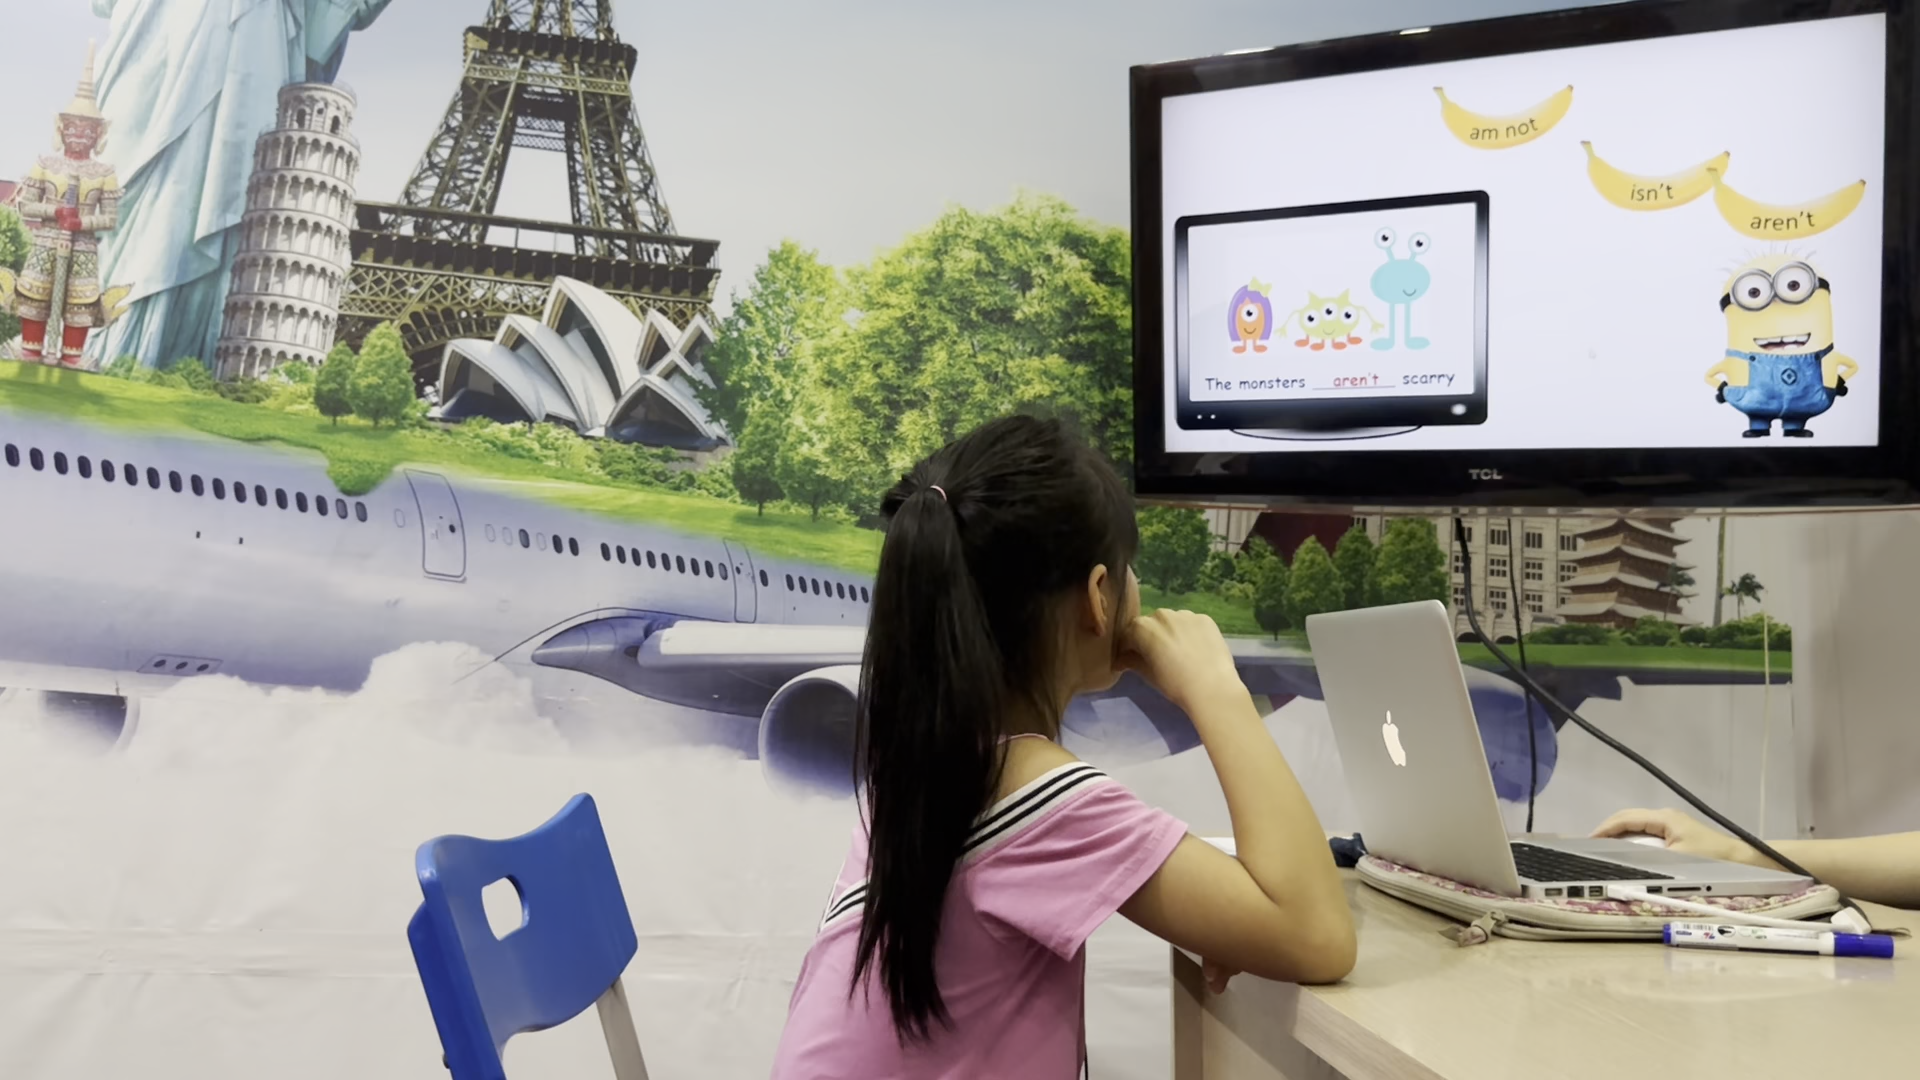 am not
isn't
aren't
The monsters aren't scarry
TCL